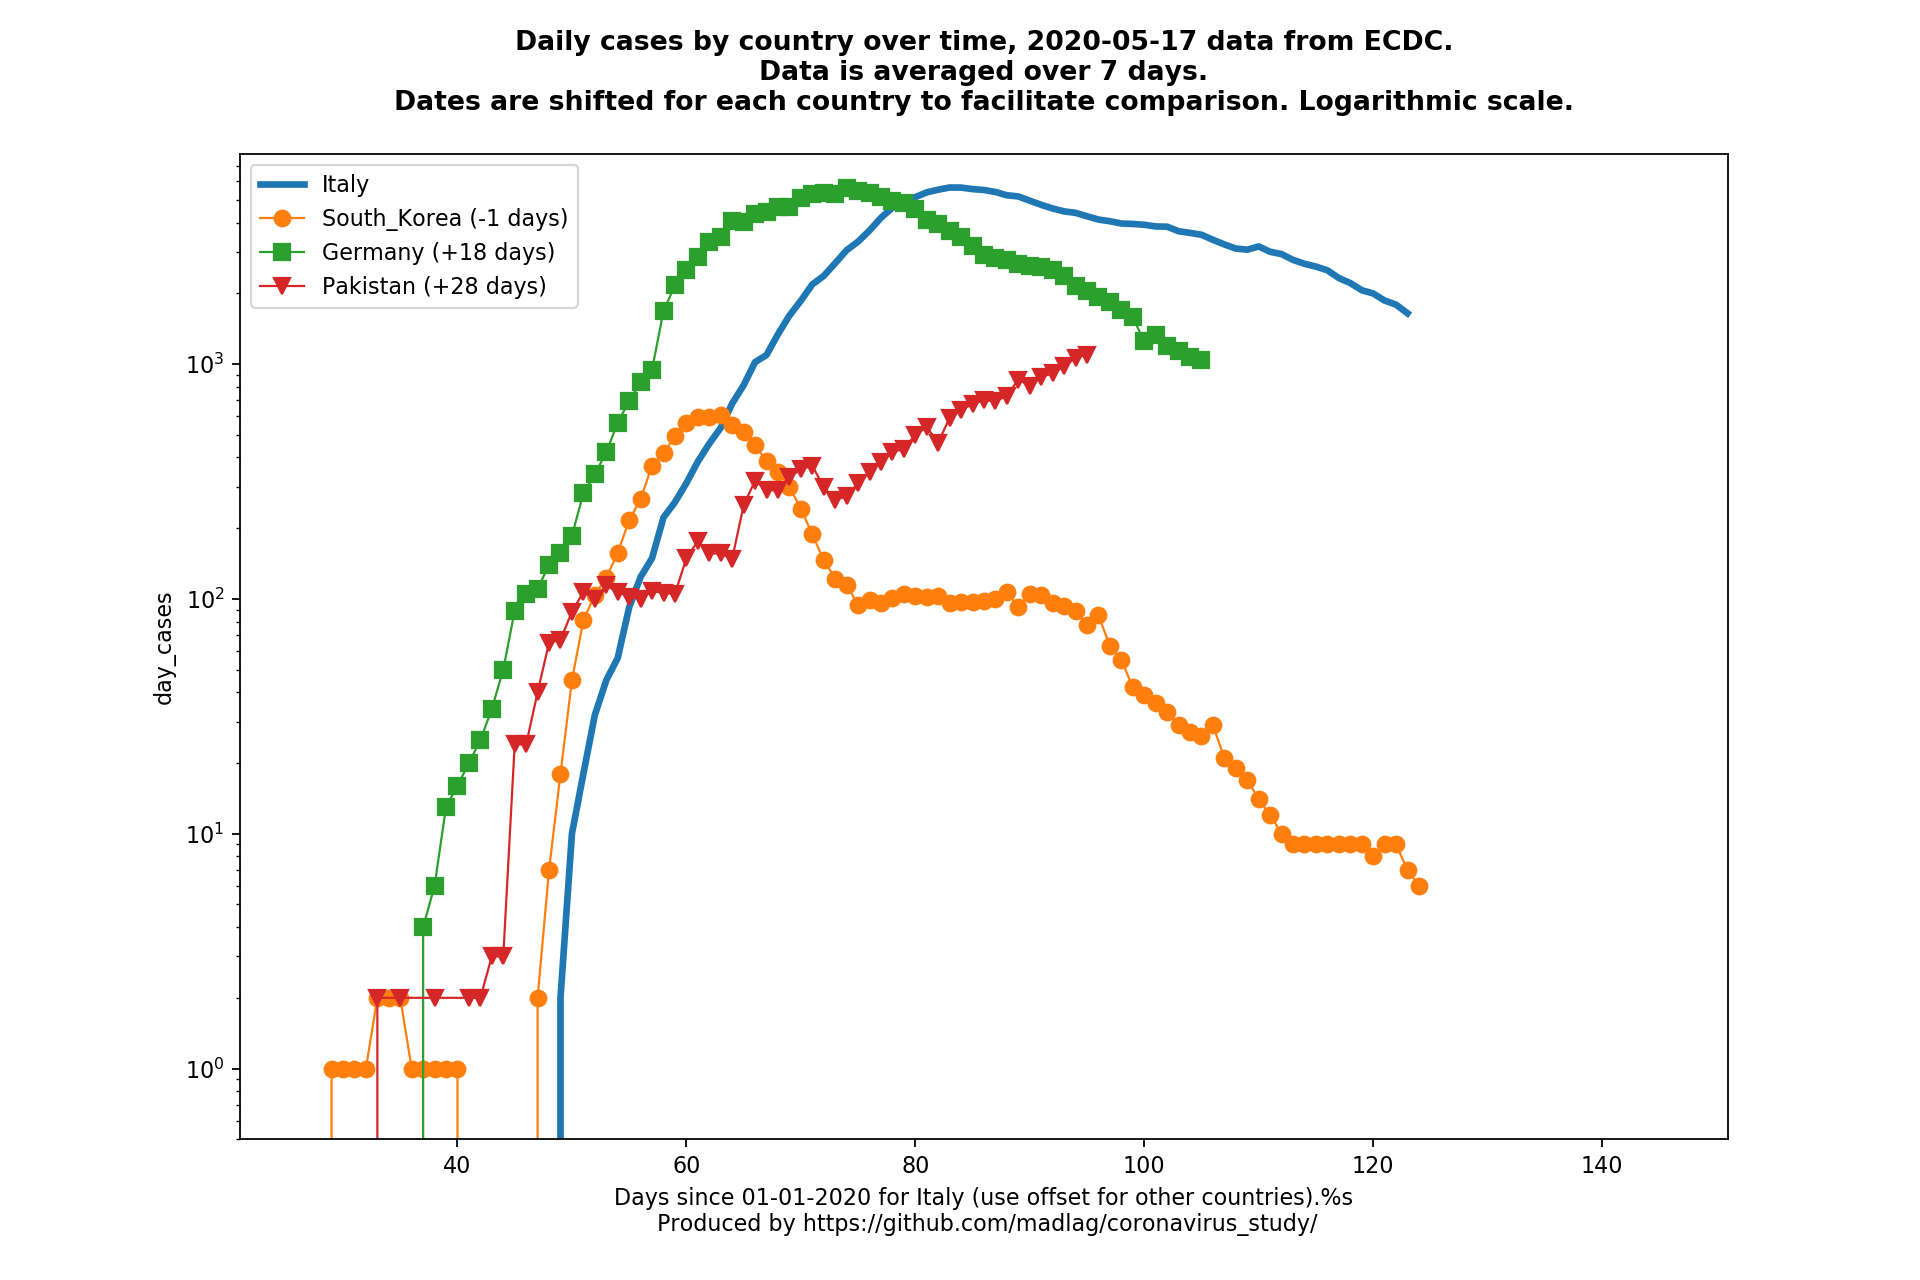 Daily cases by country over time, 2020-05-17 data from ECDC.
Data is averaged over 7 days.
Dates are shifted for each country to facilitate comparison. Logarithmic scale.
Italy
South_Korea (-1 days)
Germany (+18 days)
Pakistan (+28 days)
day_cases
10³
10²
10¹
10⁰
40 60 80 100 120 140
Days since 01-01-2020 for Italy (use offset for other countries).%s
Produced by https://github.com/madlag/coronavirus_study/